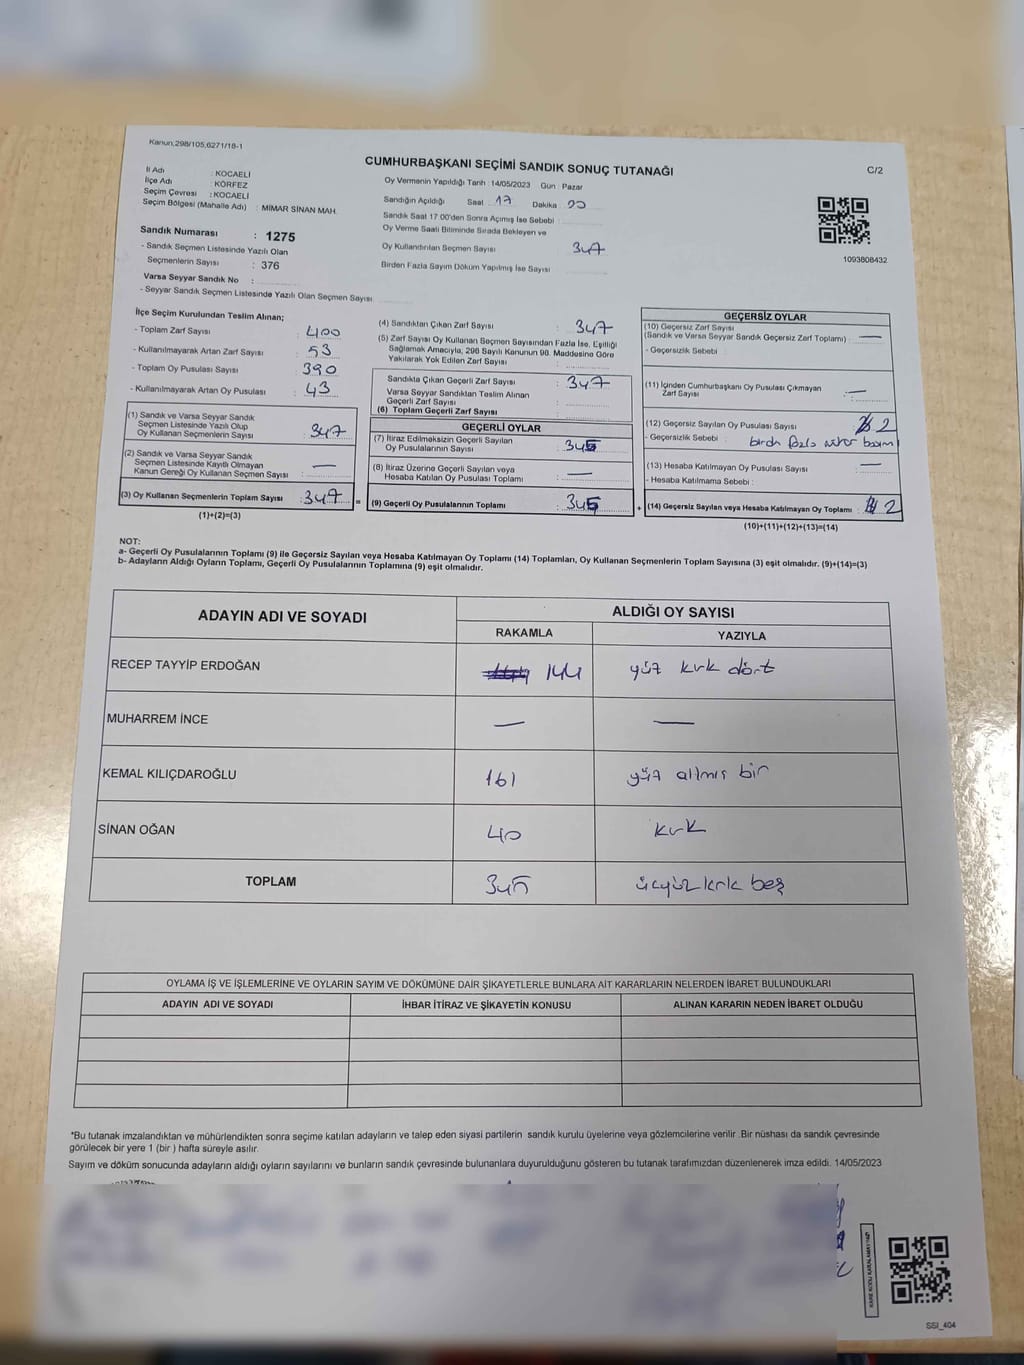 Kanun,298/105,6271/18-1
CUMHURBAŞKANI SEÇİMİ SANDIK SONUÇ TUTANAĞI
C/2
İl Adı : KOCAELİ
İlçe Adı : KÖRFEZ
Seçim Çevresi : KOCAELİ
Seçim Bölgesi (Mahalle Adı) : MİMAR SİNAN MAH.
Sandık Numarası : 1275
- Sandık Seçmen Listesinde Yazılı Olan
Seçmenlerin Sayısı : 376
Varsa Seyyar Sandık No :
- Seyyar Sandık Seçmen Listesinde Yazılı Olan Seçmen Sayısı:
Oy Vermenin Yapıldığı Tarih :14/05/2023 Gün : Pazar
Sandığın Açıldığı Saat : 17 Dakika : 00
Sandık Saat 17:00'den Sonra Açımış İse Sebebi :
Oy Verme Saati Bitiminde Sırada Bekleyen ve
Oy Kullandırılan Seçmen Sayısı : 347
Birden Fazla Sayım Döküm Yapılmış İse Sayısı :
1093808432
İlçe Seçim Kurulundan Teslim Alınan;
- Toplam Zarf Sayısı : 400
- Kullanılmayarak Artan Zarf Sayısı : 53
- Toplam Oy Pusulası Sayısı : 390
- Kullanılmayarak Artan Oy Pusulası : 43
(1) Sandık ve Varsa Seyyar Sandık
Seçmen Listesinde Yazılı Olup
Oy Kullanan Seçmenlerin Sayısı : 347
(2) Sandık ve Varsa Seyyar Sandık
Seçmen Listesinde Kayıtlı Olmayan
Kanun Gereği Oy Kullanan Seçmen Sayısı : —
(3) Oy Kullanan Seçmenlerin Toplam Sayısı : 347
(1)+(2)=(3)
=
(4) Sandıktan Çıkan Zarf Sayısı : 347
(5) Zarf Sayısı Oy Kullanan Seçmen Sayısından Fazla İse, Eşitliği
Sağlamak Amacıyla, 298 Sayılı Kanunun 98. Maddesine Göre
Yakılarak Yok Edilen Zarf Sayısı :
Sandıkta Çıkan Geçerli Zarf Sayısı : 347
Varsa Seyyar Sandıktan Teslim Alınan
Geçerli Zarf Sayısı :
(6) Toplam Geçerli Zarf Sayısı :
GEÇERLİ OYLAR
(7) İtiraz Edilmeksizin Geçerli Sayılan
Oy Pusulasının Sayısı : 345
(8) İtiraz Üzerine Geçerli Sayılan veya
Hesaba Katılan Oy Pusulası Toplamı : —
(9) Geçerli Oy Pusulalarının Toplamı : 345
+
GEÇERSİZ OYLAR
(10) Geçersiz Zarf Sayısı
(Sandık ve Varsa Seyyar Sandık Geçersiz Zarf Toplamı) : —
- Geçersizlik Sebebi :
(11) İçinden Cumhurbaşkanı Oy Pusulası Çıkmayan
Zarf Sayısı : —
(12) Geçersiz Sayılan Oy Pusulası Sayısı : 2
- Geçersizlik Sebebi : fazla
(13) Hesaba Katılmayan Oy Pusulası Sayısı : —
- Hesaba Katılmama Sebebi :
(14) Geçersiz Sayılan veya Hesaba Katılmayan Oy Toplamı : 2
(10)+(11)+(12)+(13)=(14)
NOT:
a- Geçerli Oy Pusulalarının Toplamı (9) ile Geçersiz Sayılan veya Hesaba Katılmayan Oy Toplamı (14) Toplamları, Oy Kullanan Seçmenlerin Toplam Sayısına (3) eşit olmalıdır. (9)+(14)=(3)
b- Adayların Aldığı Oyların Toplamı, Geçerli Oy Pusulalarının Toplamına (9) eşit olmalıdır.
ADAYIN ADI VE SOYADI ALDIĞI OY SAYISI
RAKAMLA YAZIYLA
RECEP TAYYİP ERDOĞAN 144 yüz kırk dört
MUHARREM İNCE — —
KEMAL KILIÇDAROĞLU 161 yüz altmış bir
SİNAN OĞAN 40 kırk
TOPLAM 345 üçyüz kırk beş
OYLAMA İŞ VE İŞLEMLERİNE VE OYLARIN SAYIM VE DÖKÜMÜNE DAİR ŞİKAYETLERLE BUNLARA AİT KARARLARIN NELERDEN İBARET BULUNDUKLARI
ADAYIN ADI VE SOYADI İHBAR İTİRAZ VE ŞİKAYETİN KONUSU ALINAN KARARIN NEDEN İBARET OLDUĞU
*Bu tutanak imzalandıktan ve mühürlendikten sonra seçime katılan adayların ve talep eden siyasi partilerin sandık kurulu üyelerine veya gözlemcilerine verilir .Bir nüshası da sandık çevresinde
görülecek bir yere 1 (bir ) hafta süreyle asılır.
Sayım ve döküm sonucunda adayların aldığı oyların sayılarını ve bunların sandık çevresinde bulunanlara duyurulduğunu gösteren bu tutanak tarafımızdan düzenlenerek imza edildi. 14/05/2023
SSI_404